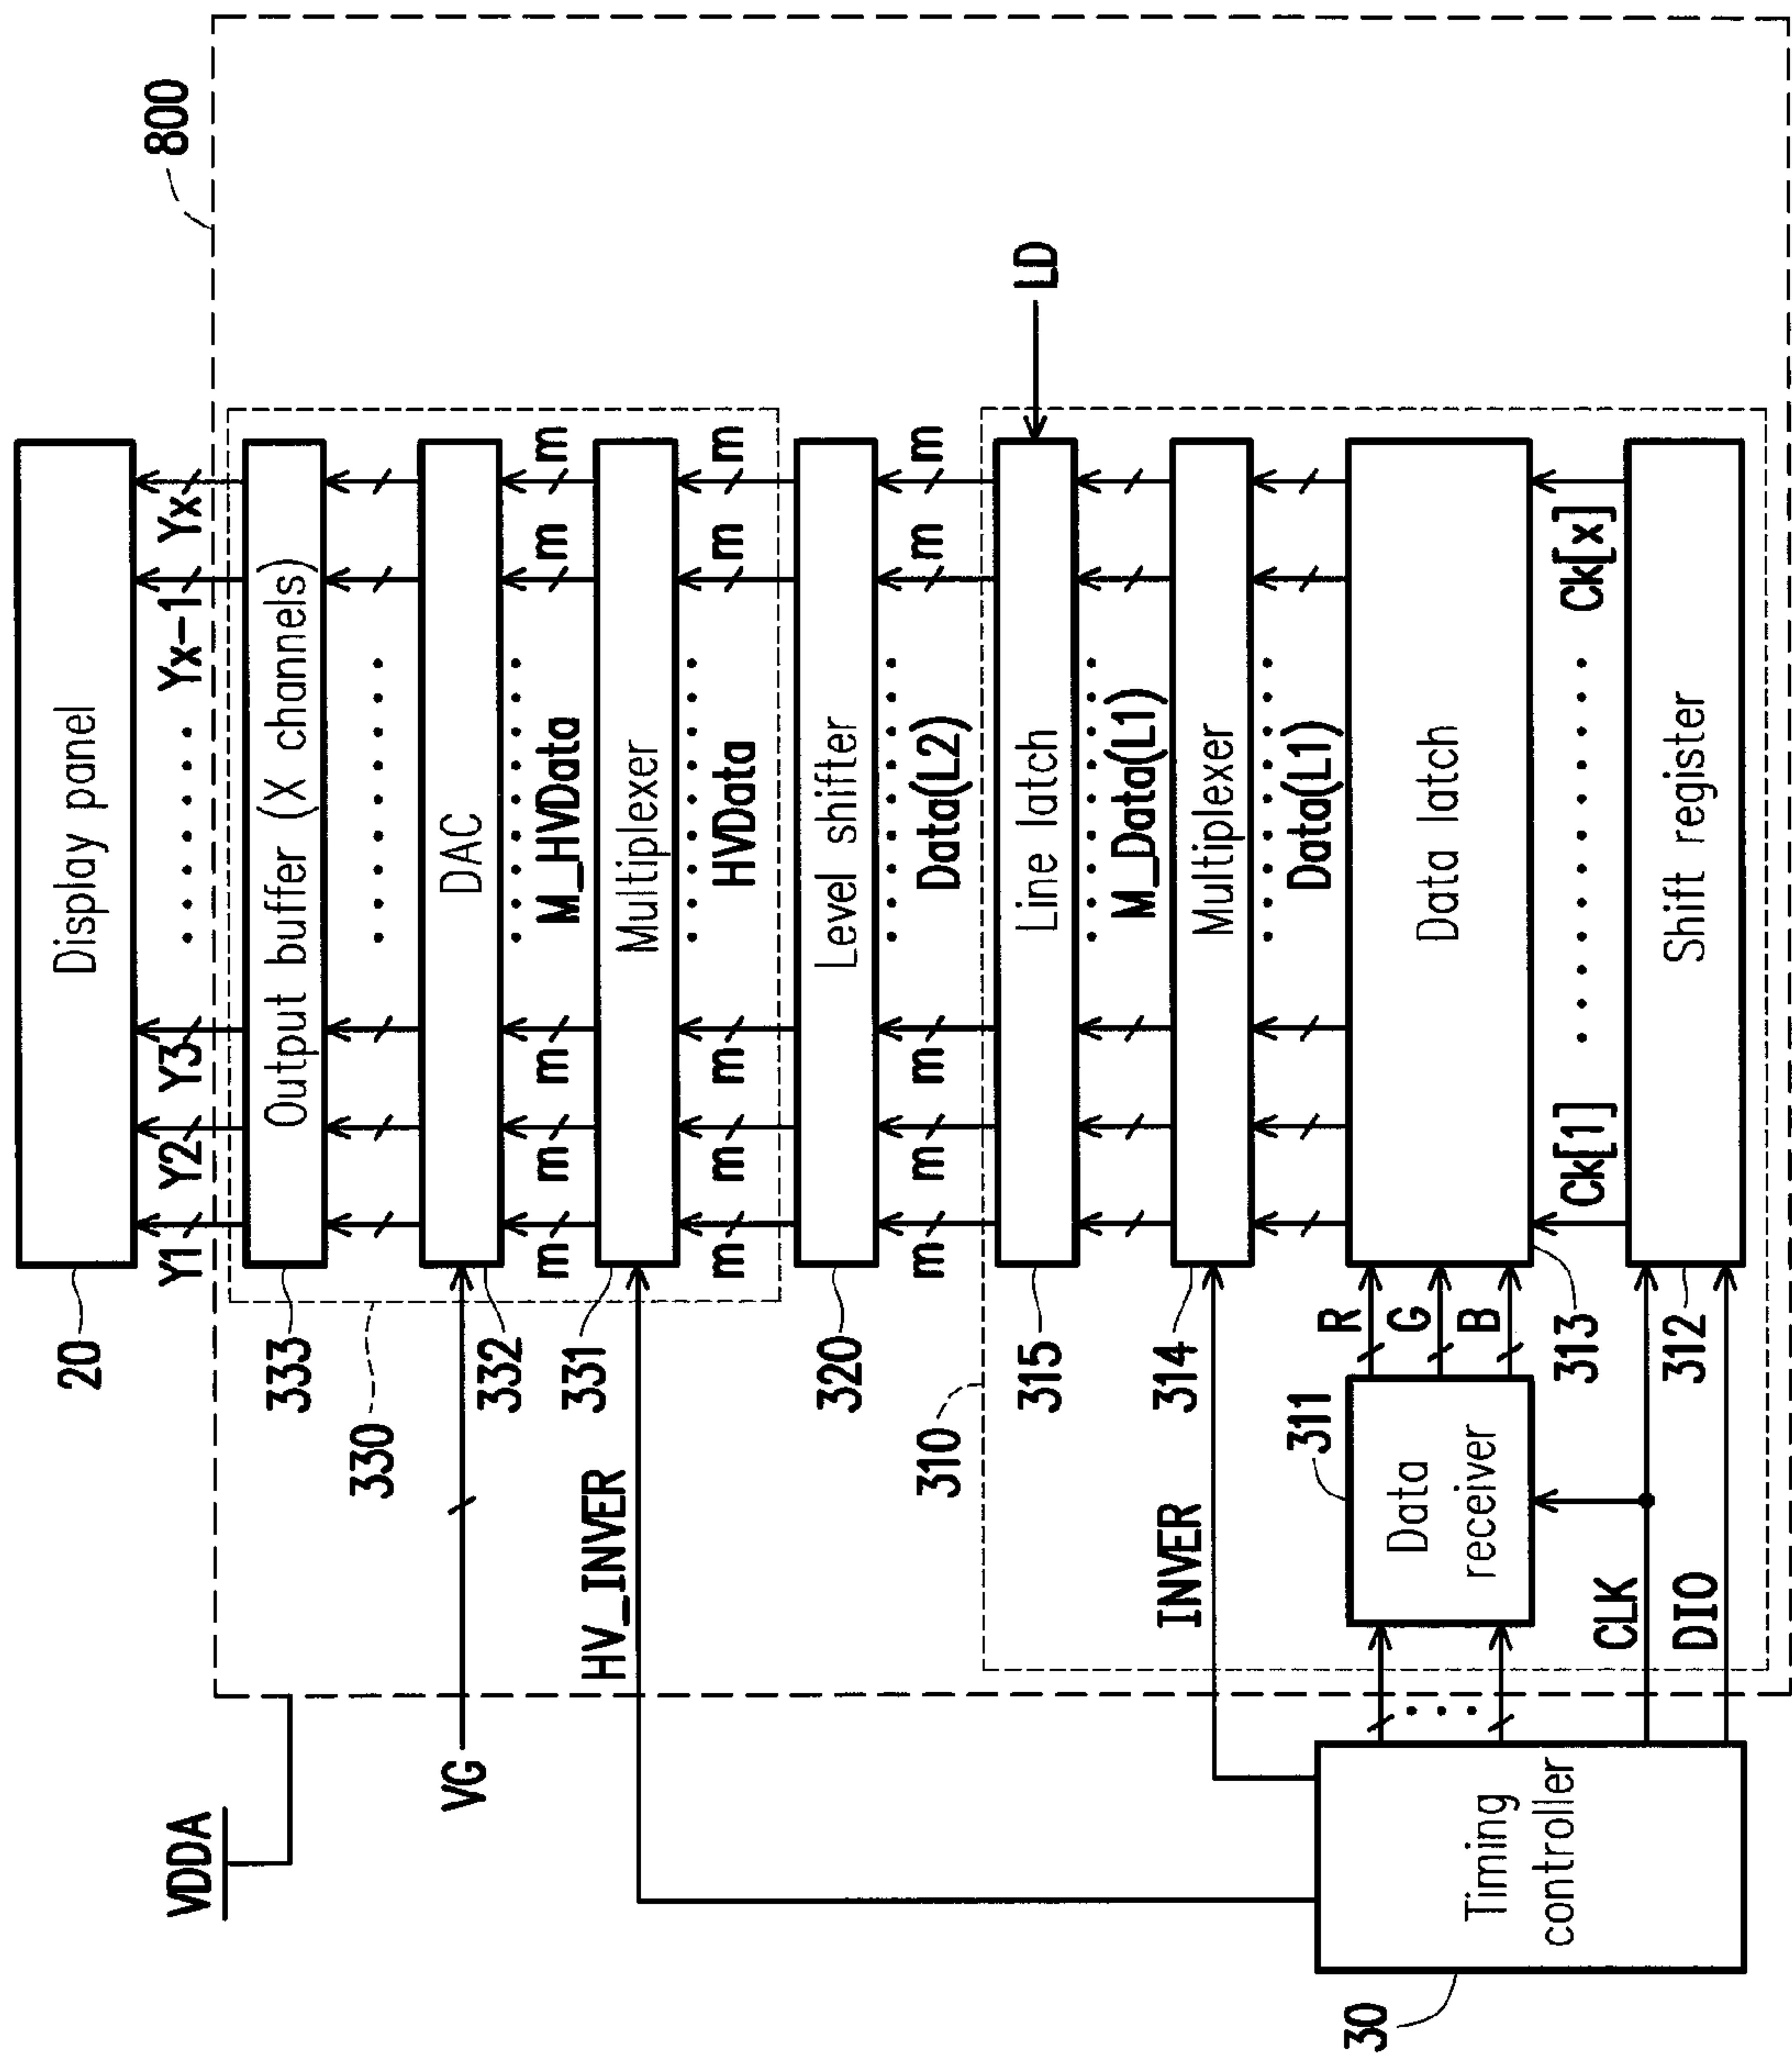 800
VDDA
Display panel
20
Y1
Y2
Y3
Yx-1
Yx
Output buffer (X channels)
333
330
DAC
332
VG
m
m
m
M_HVData
m
m
Multiplexer
331
HV_INVER
m
m
m
HVData
m
m
Level shifter
320
m
m
m
Data(L2)
m
m
310
Line latch
315
LD
M_Data(L1)
Multiplexer
314
INVER
Data(L1)
Data latch
313
R
G
B
311
Data
receiver
Ck[1]
Ck[x]
Shift register
312
CLK
DIO
Timing
controller
30